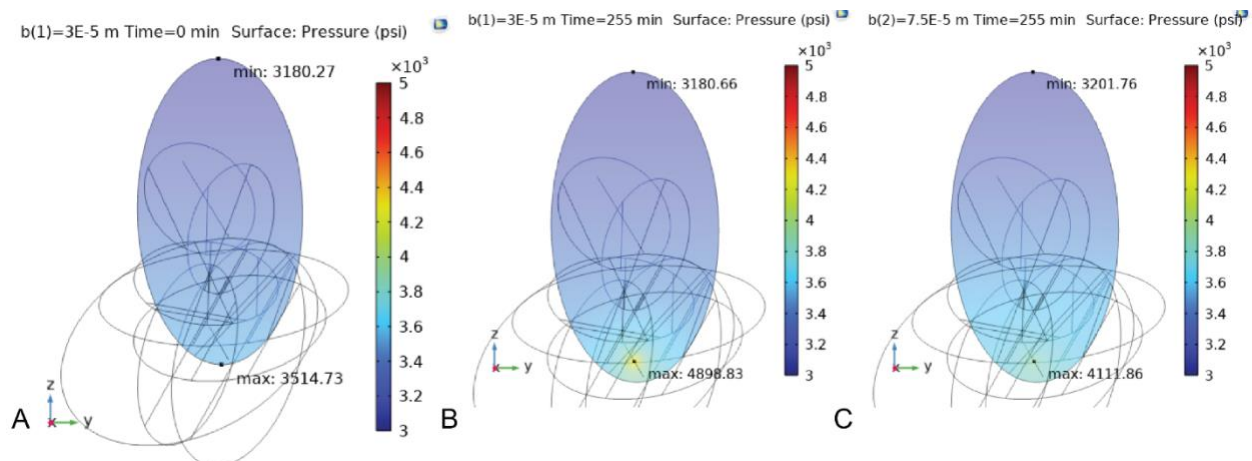 b(1)=3E-5 m Time=0 min Surface: Pressure (psi)
×10³
min: 3180.27
5
4.8
4.6
4.4
4.2
4
3.8
3.6
3.4
3.2
3
max: 3514.73
z
y
x
A
b(1)=3E-5 m Time=255 min Surface: Pressure (psi)
×10³
min: 3180.66
5
4.8
4.6
4.4
4.2
4
3.8
3.6
3.4
3.2
3
max: 4898.83
z
y
x
B
b(2)=7.5E-5 m Time=255 min Surface: Pressure (psi)
×10³
min: 3201.76
5
4.8
4.6
4.4
4.2
4
3.8
3.6
3.4
3.2
3
max: 4111.86
z
y
x
C